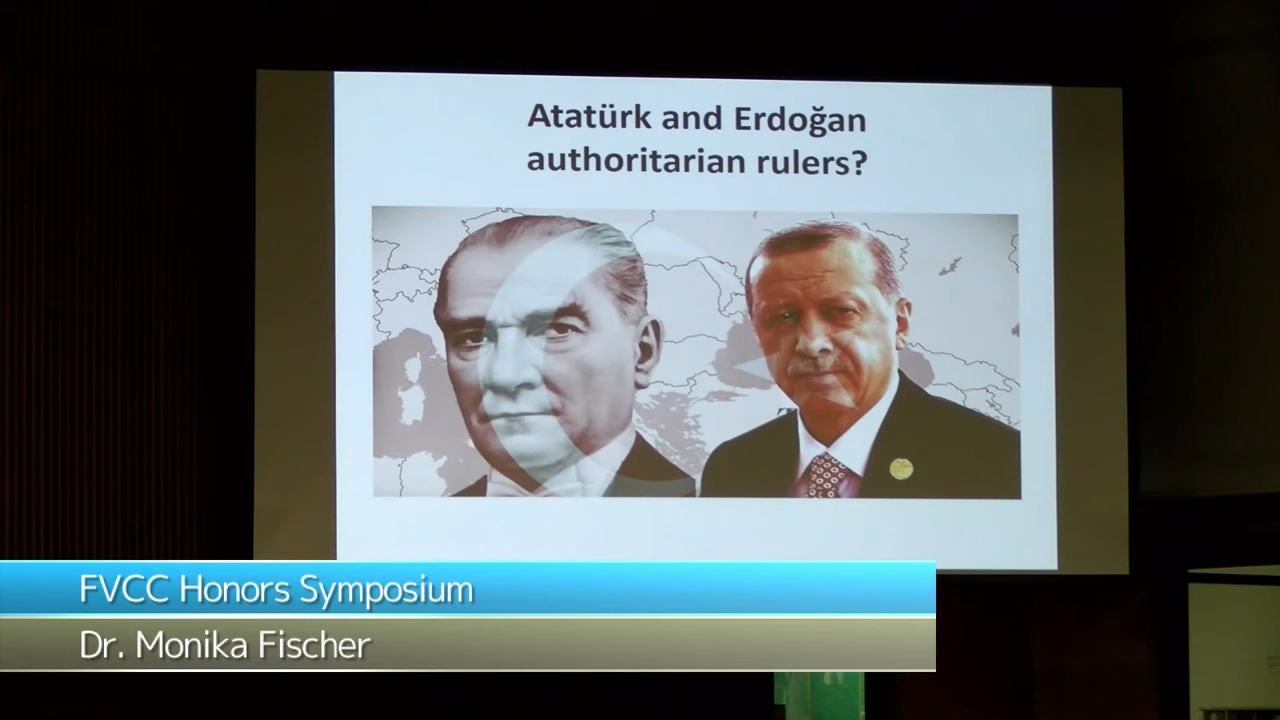 Atatürk and Erdoğan
authoritarian rulers?
FVCC Honors Symposium
Dr. Monika Fischer